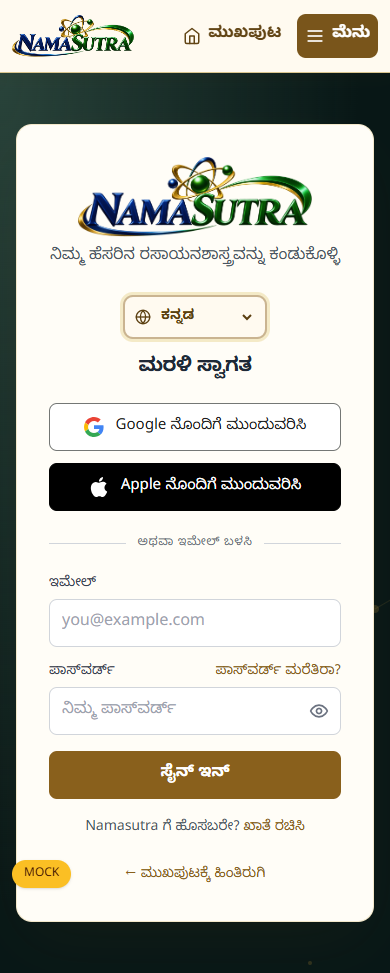 NAMASUTRA
ಮುಖಪುಟ
ಮೆನು
NAMASUTRA
ನಿಮ್ಮ ಹೆಸರಿನ ರಸಾಯನಶಾಸ್ತ್ರವನ್ನು ಕಂಡುಕೊಳ್ಳಿ
ಕನ್ನಡ
ಮರಳಿ ಸ್ವಾಗತ
Google ನೊಂದಿಗೆ ಮುಂದುವರಿಸಿ
Apple ನೊಂದಿಗೆ ಮುಂದುವರಿಸಿ
ಅಥವಾ ಇಮೇಲ್ ಬಳಸಿ
ಇಮೇಲ್
you@example.com
ಪಾಸ್‌ವರ್ಡ್ ಪಾಸ್‌ವರ್ಡ್ ಮರೆತಿರಾ?
ನಿಮ್ಮ ಪಾಸ್‌ವರ್ಡ್
ಸೈನ್ ಇನ್
Namasutra ಗೆ ಹೊಸಬರೇ? ಖಾತೆ ರಚಿಸಿ
MOCK
← ಮುಖಪುಟಕ್ಕೆ ಹಿಂತಿರುಗಿ